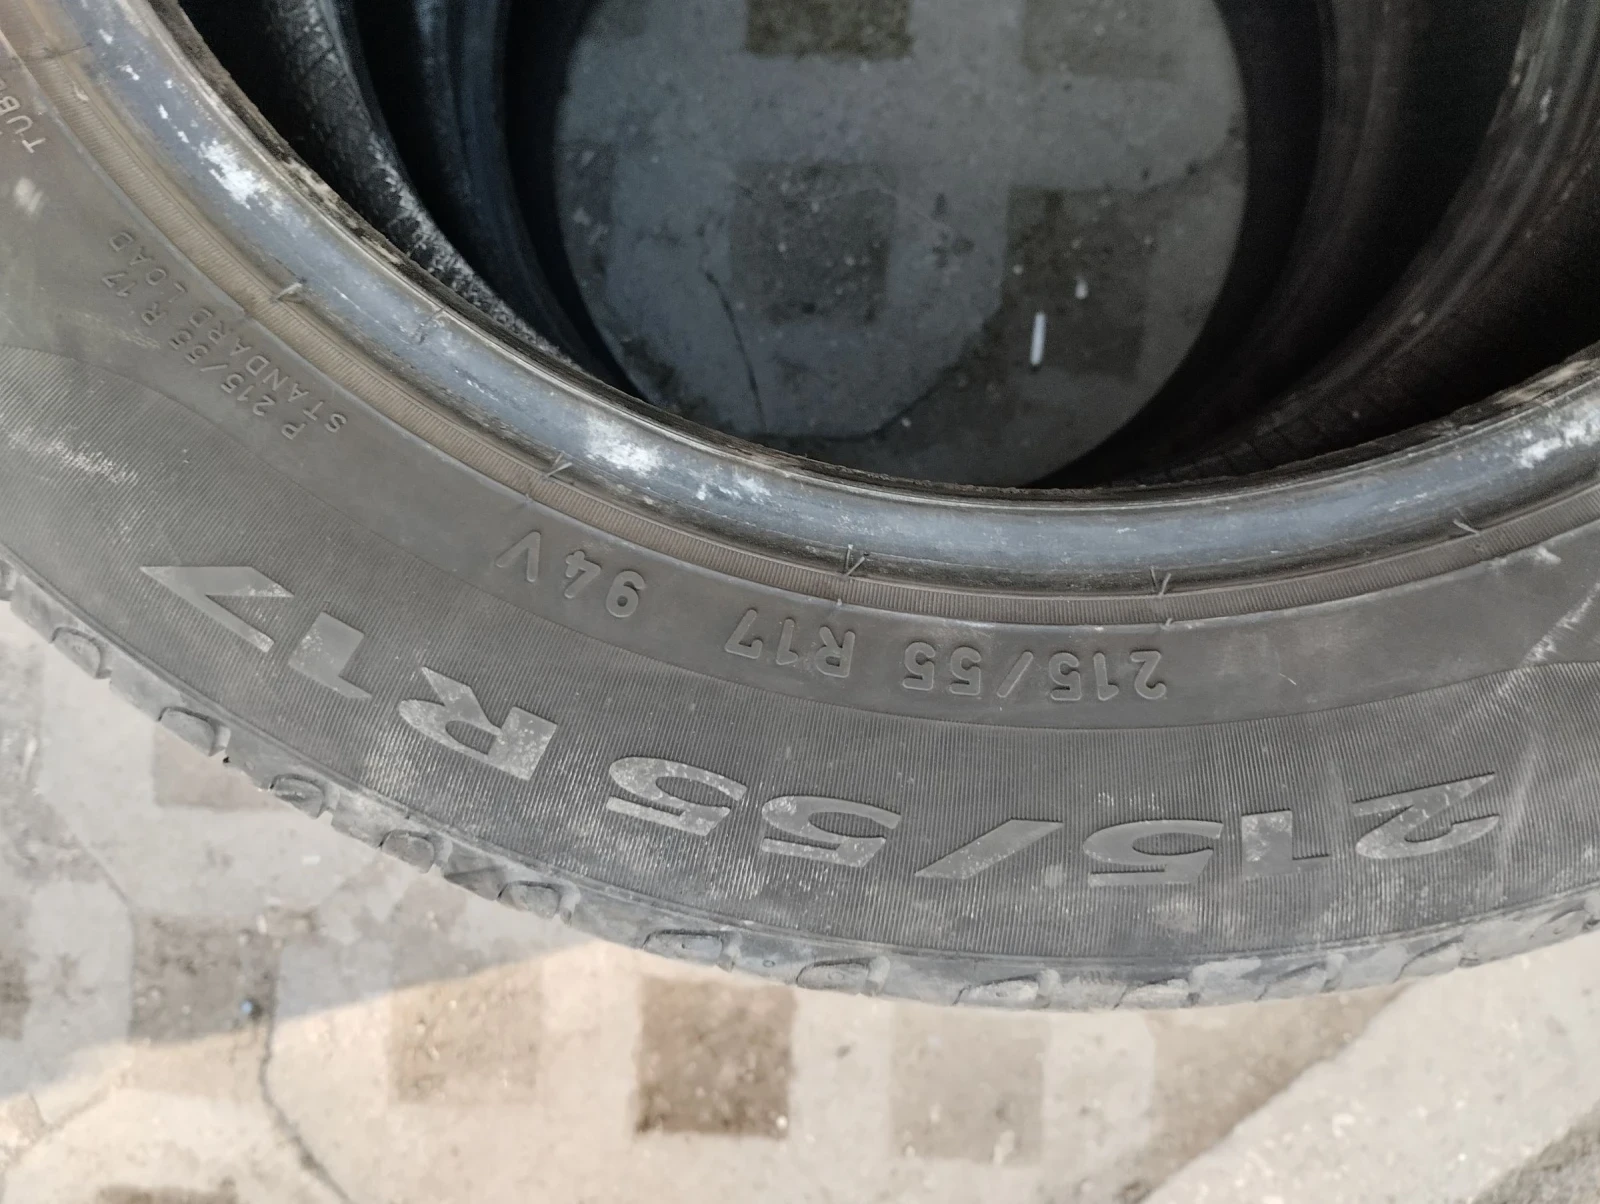 215/55 R17
215/55 R17 94V
P 215/55 R 17
STANDARD LOAD